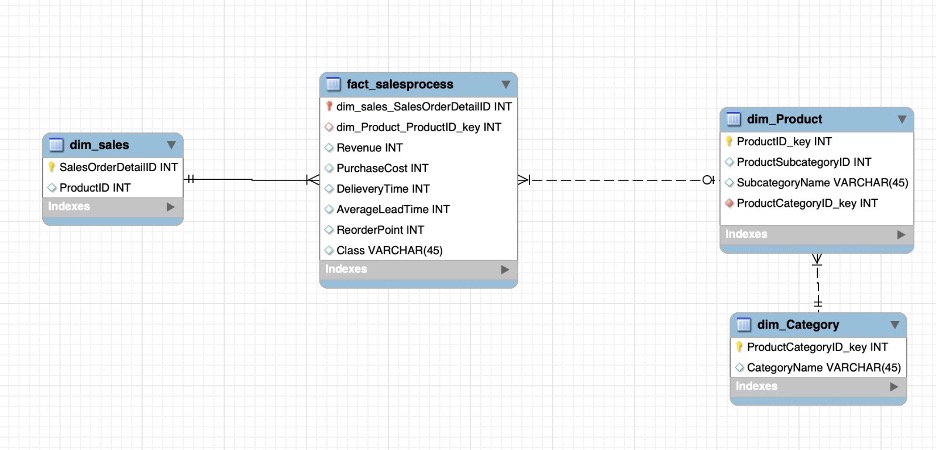 dim_sales
SalesOrderDetailID INT
ProductID INT
Indexes
fact_salesprocess
dim_sales_SalesOrderDetailID INT
dim_Product_ProductID_key INT
Revenue INT
PurchaseCost INT
DelieveryTime INT
AverageLeadTime INT
ReorderPoint INT
Class VARCHAR(45)
Indexes
dim_Product
ProductID_key INT
ProductSubcategoryID INT
SubcategoryName VARCHAR(45)
ProductCategoryID_key INT
Indexes
dim_Category
ProductCategoryID_key INT
CategoryName VARCHAR(45)
Indexes